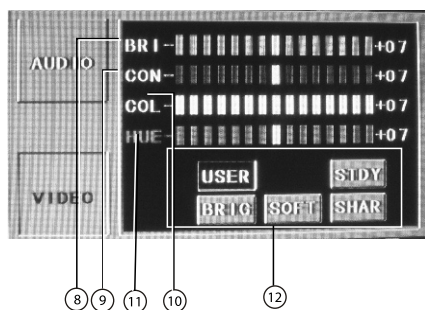 AUDIO
BRI - +07
CON - +07
COL - +07
HUE - +07
VIDEO
USER STDY
BRIG SOFT SHAR
8 9 11 10 12